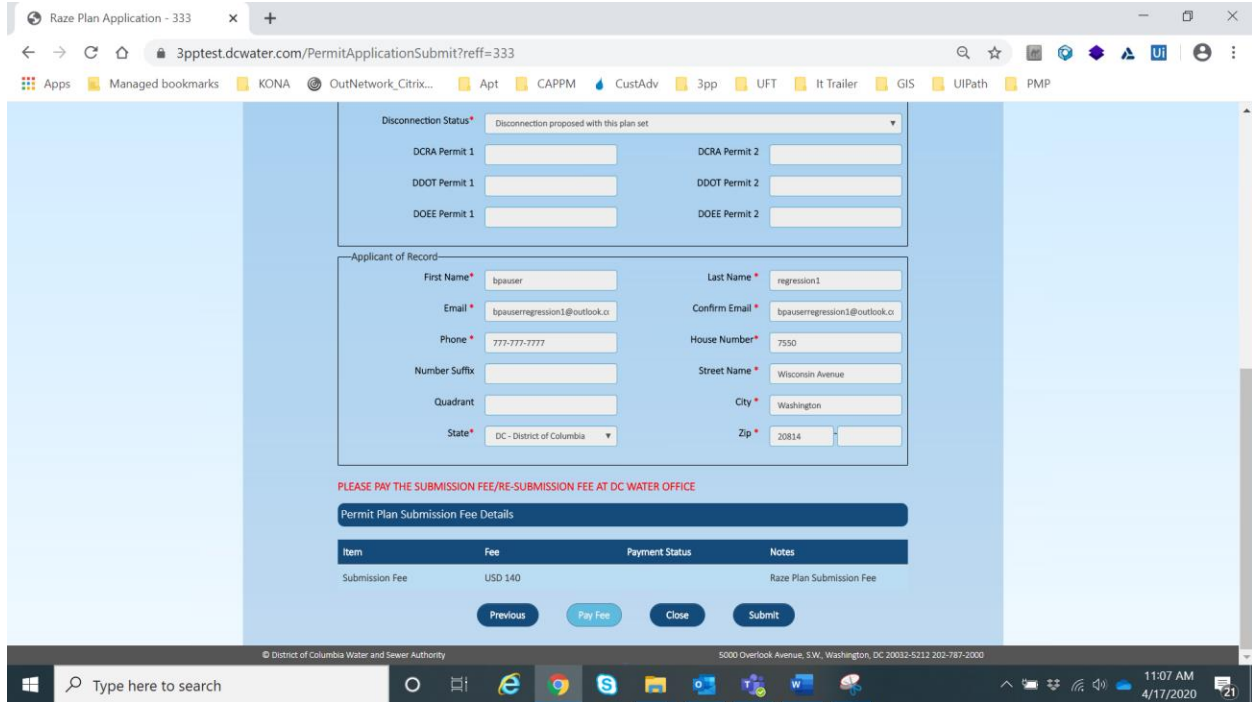 Raze Plan Application - 333
3pptest.dcwater.com/PermitApplicationSubmit?reff=333
Apps Managed bookmarks KONA OutNetwork_Citrix... Apt CAPPM CustAdv 3pp UFT It Trailer GIS UIPath PMP
Disconnection Status* Disconnection proposed with this plan set
DCRA Permit 1 DCRA Permit 2
DDOT Permit 1 DDOT Permit 2
DOEE Permit 1 DOEE Permit 2
Applicant of Record
First Name* bpauser Last Name * regression1
Email * bpauserregression1@outlook.c Confirm Email * bpauserregression1@outlook.c
Phone * 777-777-7777 House Number* 7550
Number Suffix Street Name * Wisconsin Avenue
Quadrant City * Washington
State* DC - District of Columbia Zip * 20814 -
PLEASE PAY THE SUBMISSION FEE/RE-SUBMISSION FEE AT DC WATER OFFICE
Permit Plan Submission Fee Details
Item Fee Payment Status Notes
Submission Fee USD 140 Raze Plan Submission Fee
Previous Pay Fee Close Submit
© District of Columbia Water and Sewer Authority 5000 Overlook Avenue, S.W., Washington, DC 20032-5212 202-787-2000
Type here to search 11:07 AM
4/17/2020 21